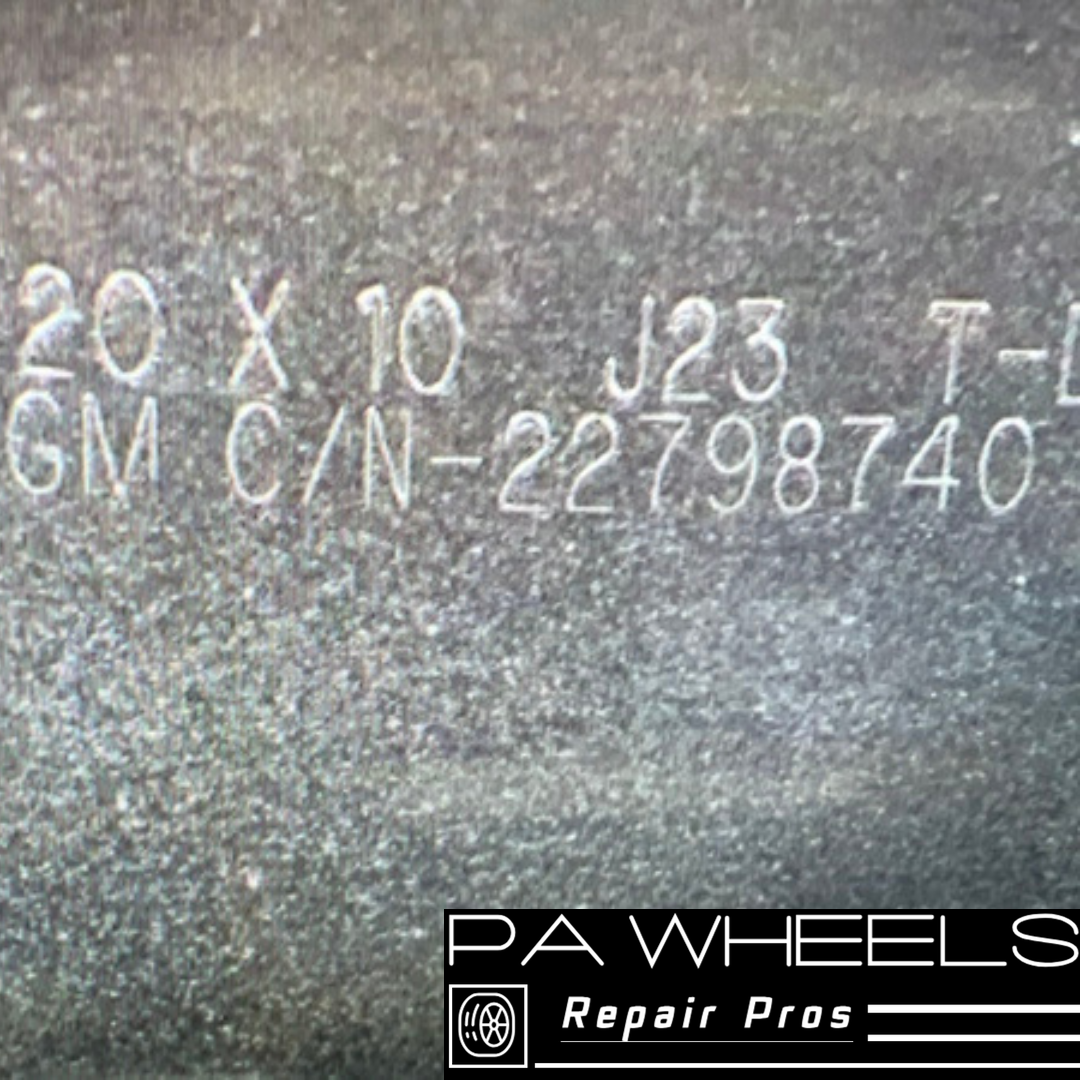 20 X 10 J23 T-L
GM C/N-22798740
PA WHEELS
Repair Pros